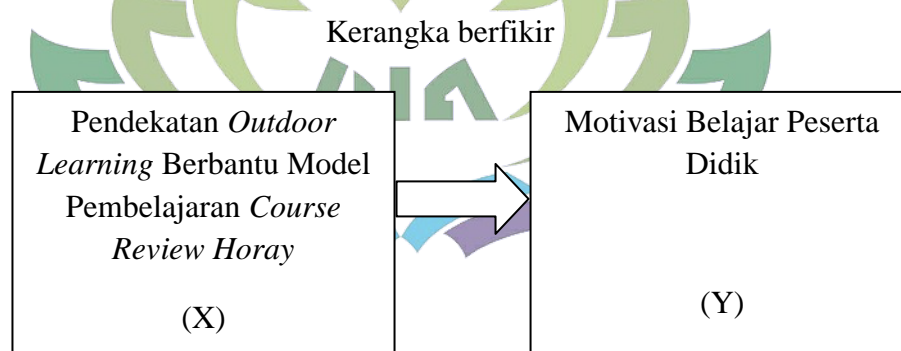 Kerangka berfikir
Pendekatan Outdoor
Learning Berbantu Model
Pembelajaran Course
Review Horay
(X)
Motivasi Belajar Peserta
Didik
(Y)